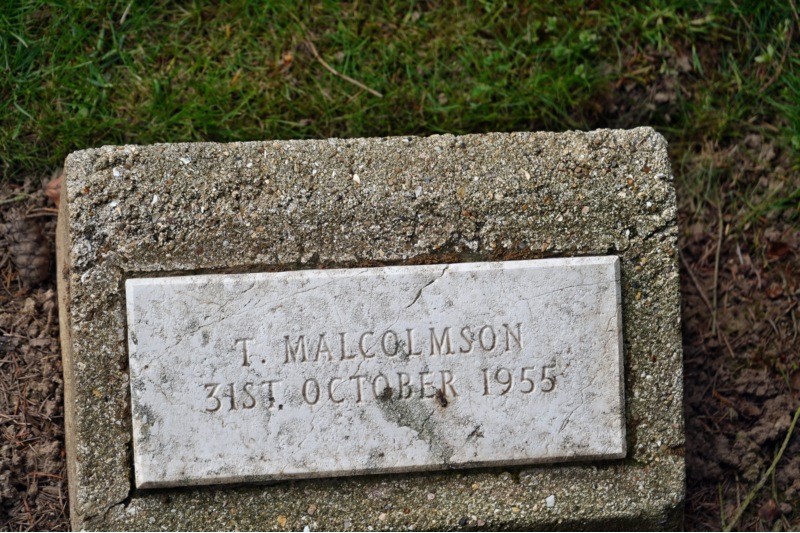 T. MALCOLMSON
31ST. OCTOBER 1955